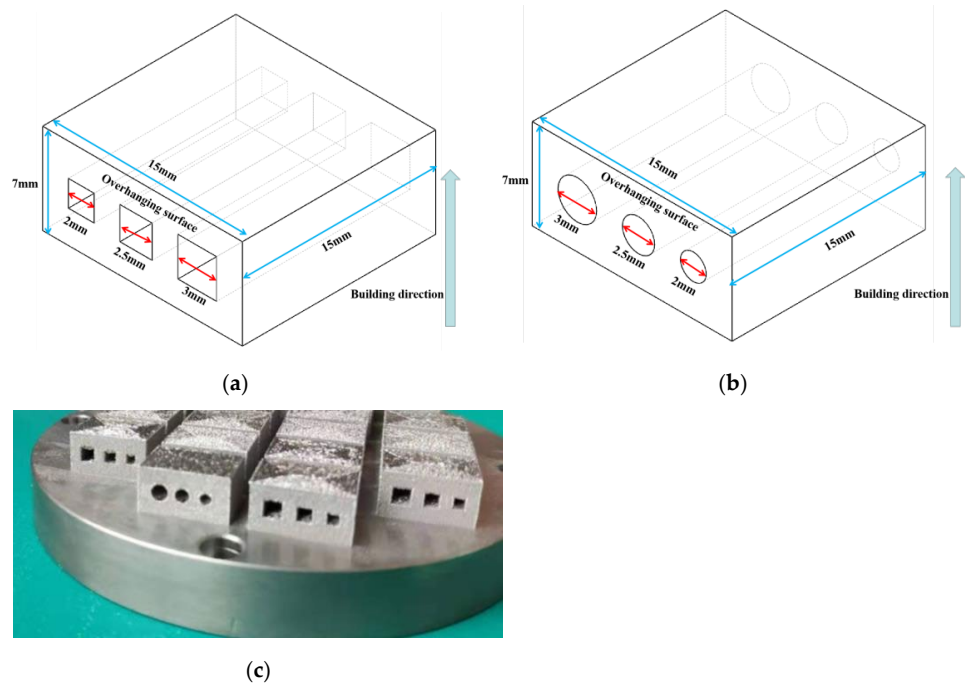 15mm
7mm
Overhanging surface
2mm
2.5mm
3mm
15mm
Building direction
(a)
15mm
7mm
Overhanging surface
3mm
2.5mm
2mm
15mm
Building direction
(b)
(c)